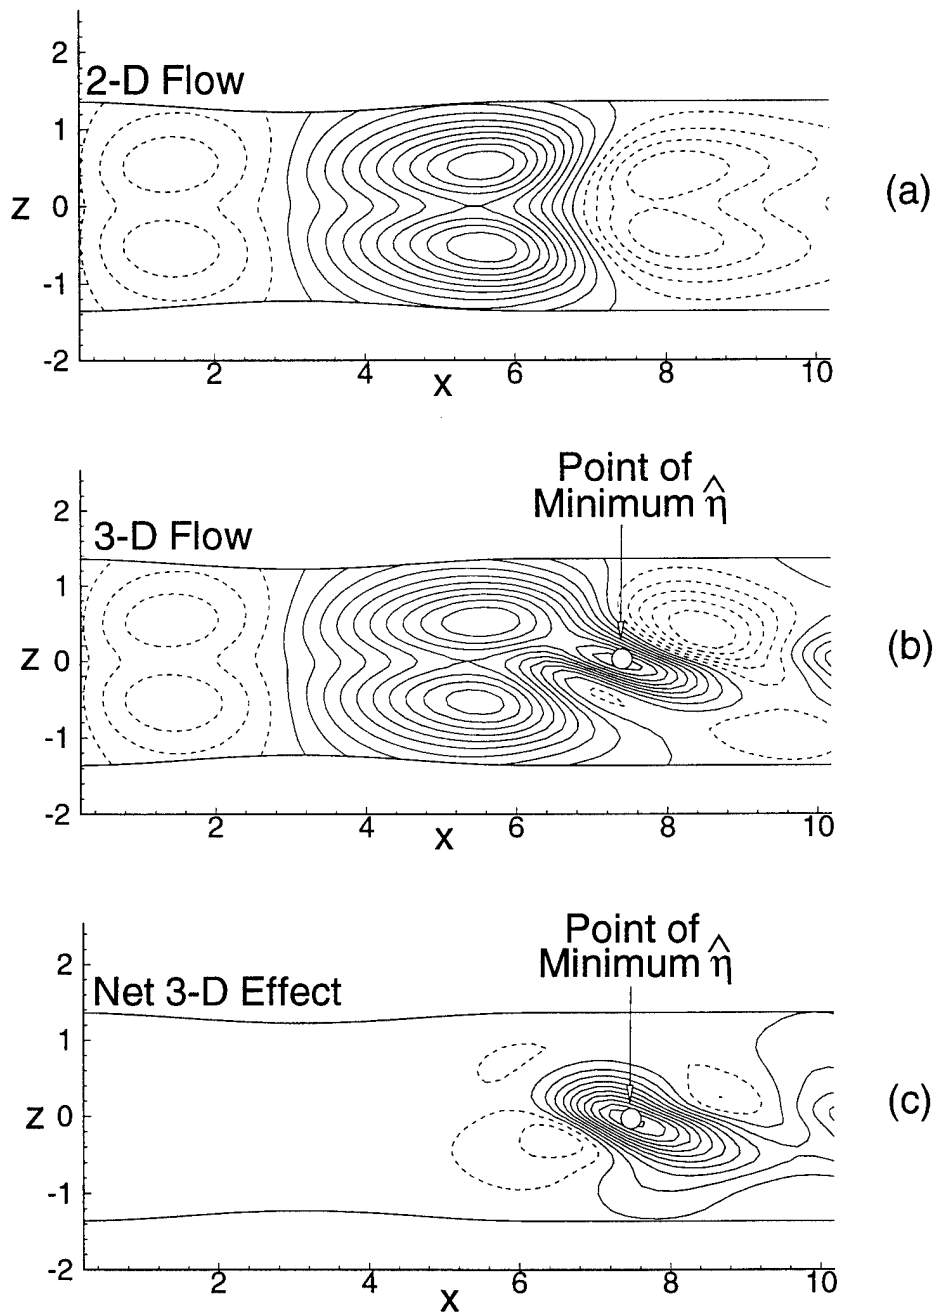 2
2-D Flow
1
z 0
-1
-2
2 4 6 8 10
x
(a)
Point of
Minimum η̂
2
3-D Flow
1
z 0
-1
-2
2 4 6 8 10
x
(b)
Point of
Minimum η̂
2
Net 3-D Effect
1
z 0
-1
-2
2 4 6 8 10
x
(c)